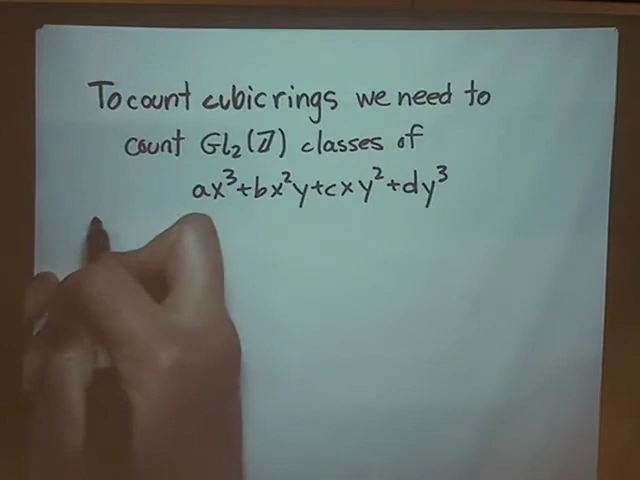 To count cubic rings we need to
count Gl₂(ℤ) classes of
ax³+bx²y+cxy²+dy³